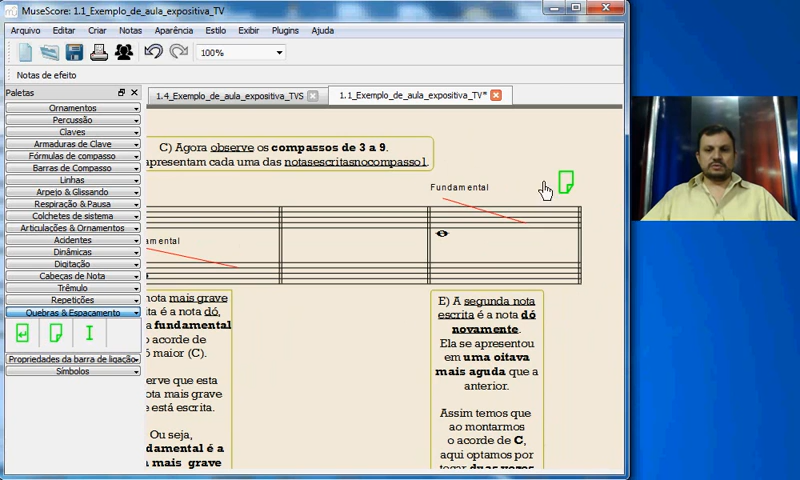 MuseScore: 1.1_Exemplo_de_aula_expositiva_TV
Arquivo Editar Criar Notas Aparência Estilo Exibir Plugins Ajuda
100%
Notas de efeito
Paletas
1.4_Exemplo_de_aula_expositiva_TVS
1.1_Exemplo_de_aula_expositiva_TV*
Ornamentos
Percussão
Claves
Armaduras de Clave
Fórmulas de compasso
Barras de Compasso
Linhas
Arpejo & Glissando
Respiração & Pausa
Colchetes de sistema
Articulações & Ornamentos
Acidentes
Dinâmicas
Digitação
Cabeças de Nota
Trêmulo
Repetições
Quebras & Espaçamento
Propriedades da barra de ligação
Símbolos
C) Agora observe os compassos de 3 a 9.
apresentam cada uma das notasescritasnocompasso1.
Fundamental
amental
nota mais grave
ita é a nota dó,
a fundamental
o acorde de
ó maior (C).
erve que esta
ota mais grave
e está escrita.
Ou seja,
damental é a
mais grave
E) A segunda nota
escrita é a nota dó
novamente.
Ela se apresentou
em uma oitava
mais aguda que a
anterior.
Assim temos que
ao montarmos
o acorde de C,
aqui optamos por
tocar duas vezes